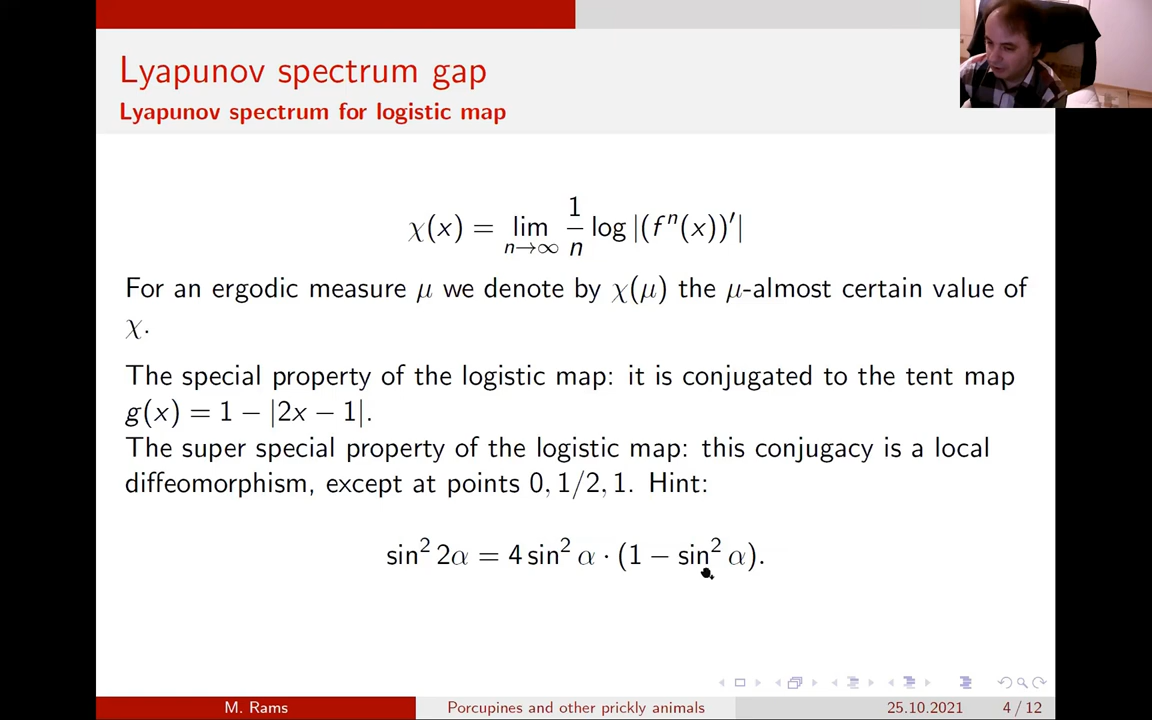 Lyapunov spectrum gap
Lyapunov spectrum for logistic map
χ(x) = lim_{n→∞} 1/n log |(fⁿ(x))′|
For an ergodic measure μ we denote by χ(μ) the μ-almost certain value of
χ.
The special property of the logistic map: it is conjugated to the tent map
g(x) = 1 − |2x − 1|.
The super special property of the logistic map: this conjugacy is a local
diffeomorphism, except at points 0, 1/2, 1. Hint:
sin² 2α = 4 sin² α · (1 − sin² α).
M. Rams Porcupines and other prickly animals 25.10.2021 4 / 12